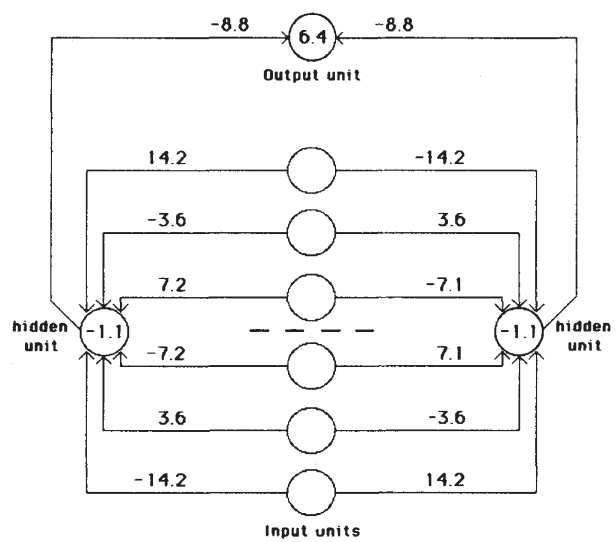 -8.8 6.4 -8.8
Output unit
14.2 -14.2
-3.6 3.6
7.2 -7.1
hidden unit
-1.1
-1.1
hidden unit
-7.2 7.1
3.6 -3.6
-14.2 14.2
Input units